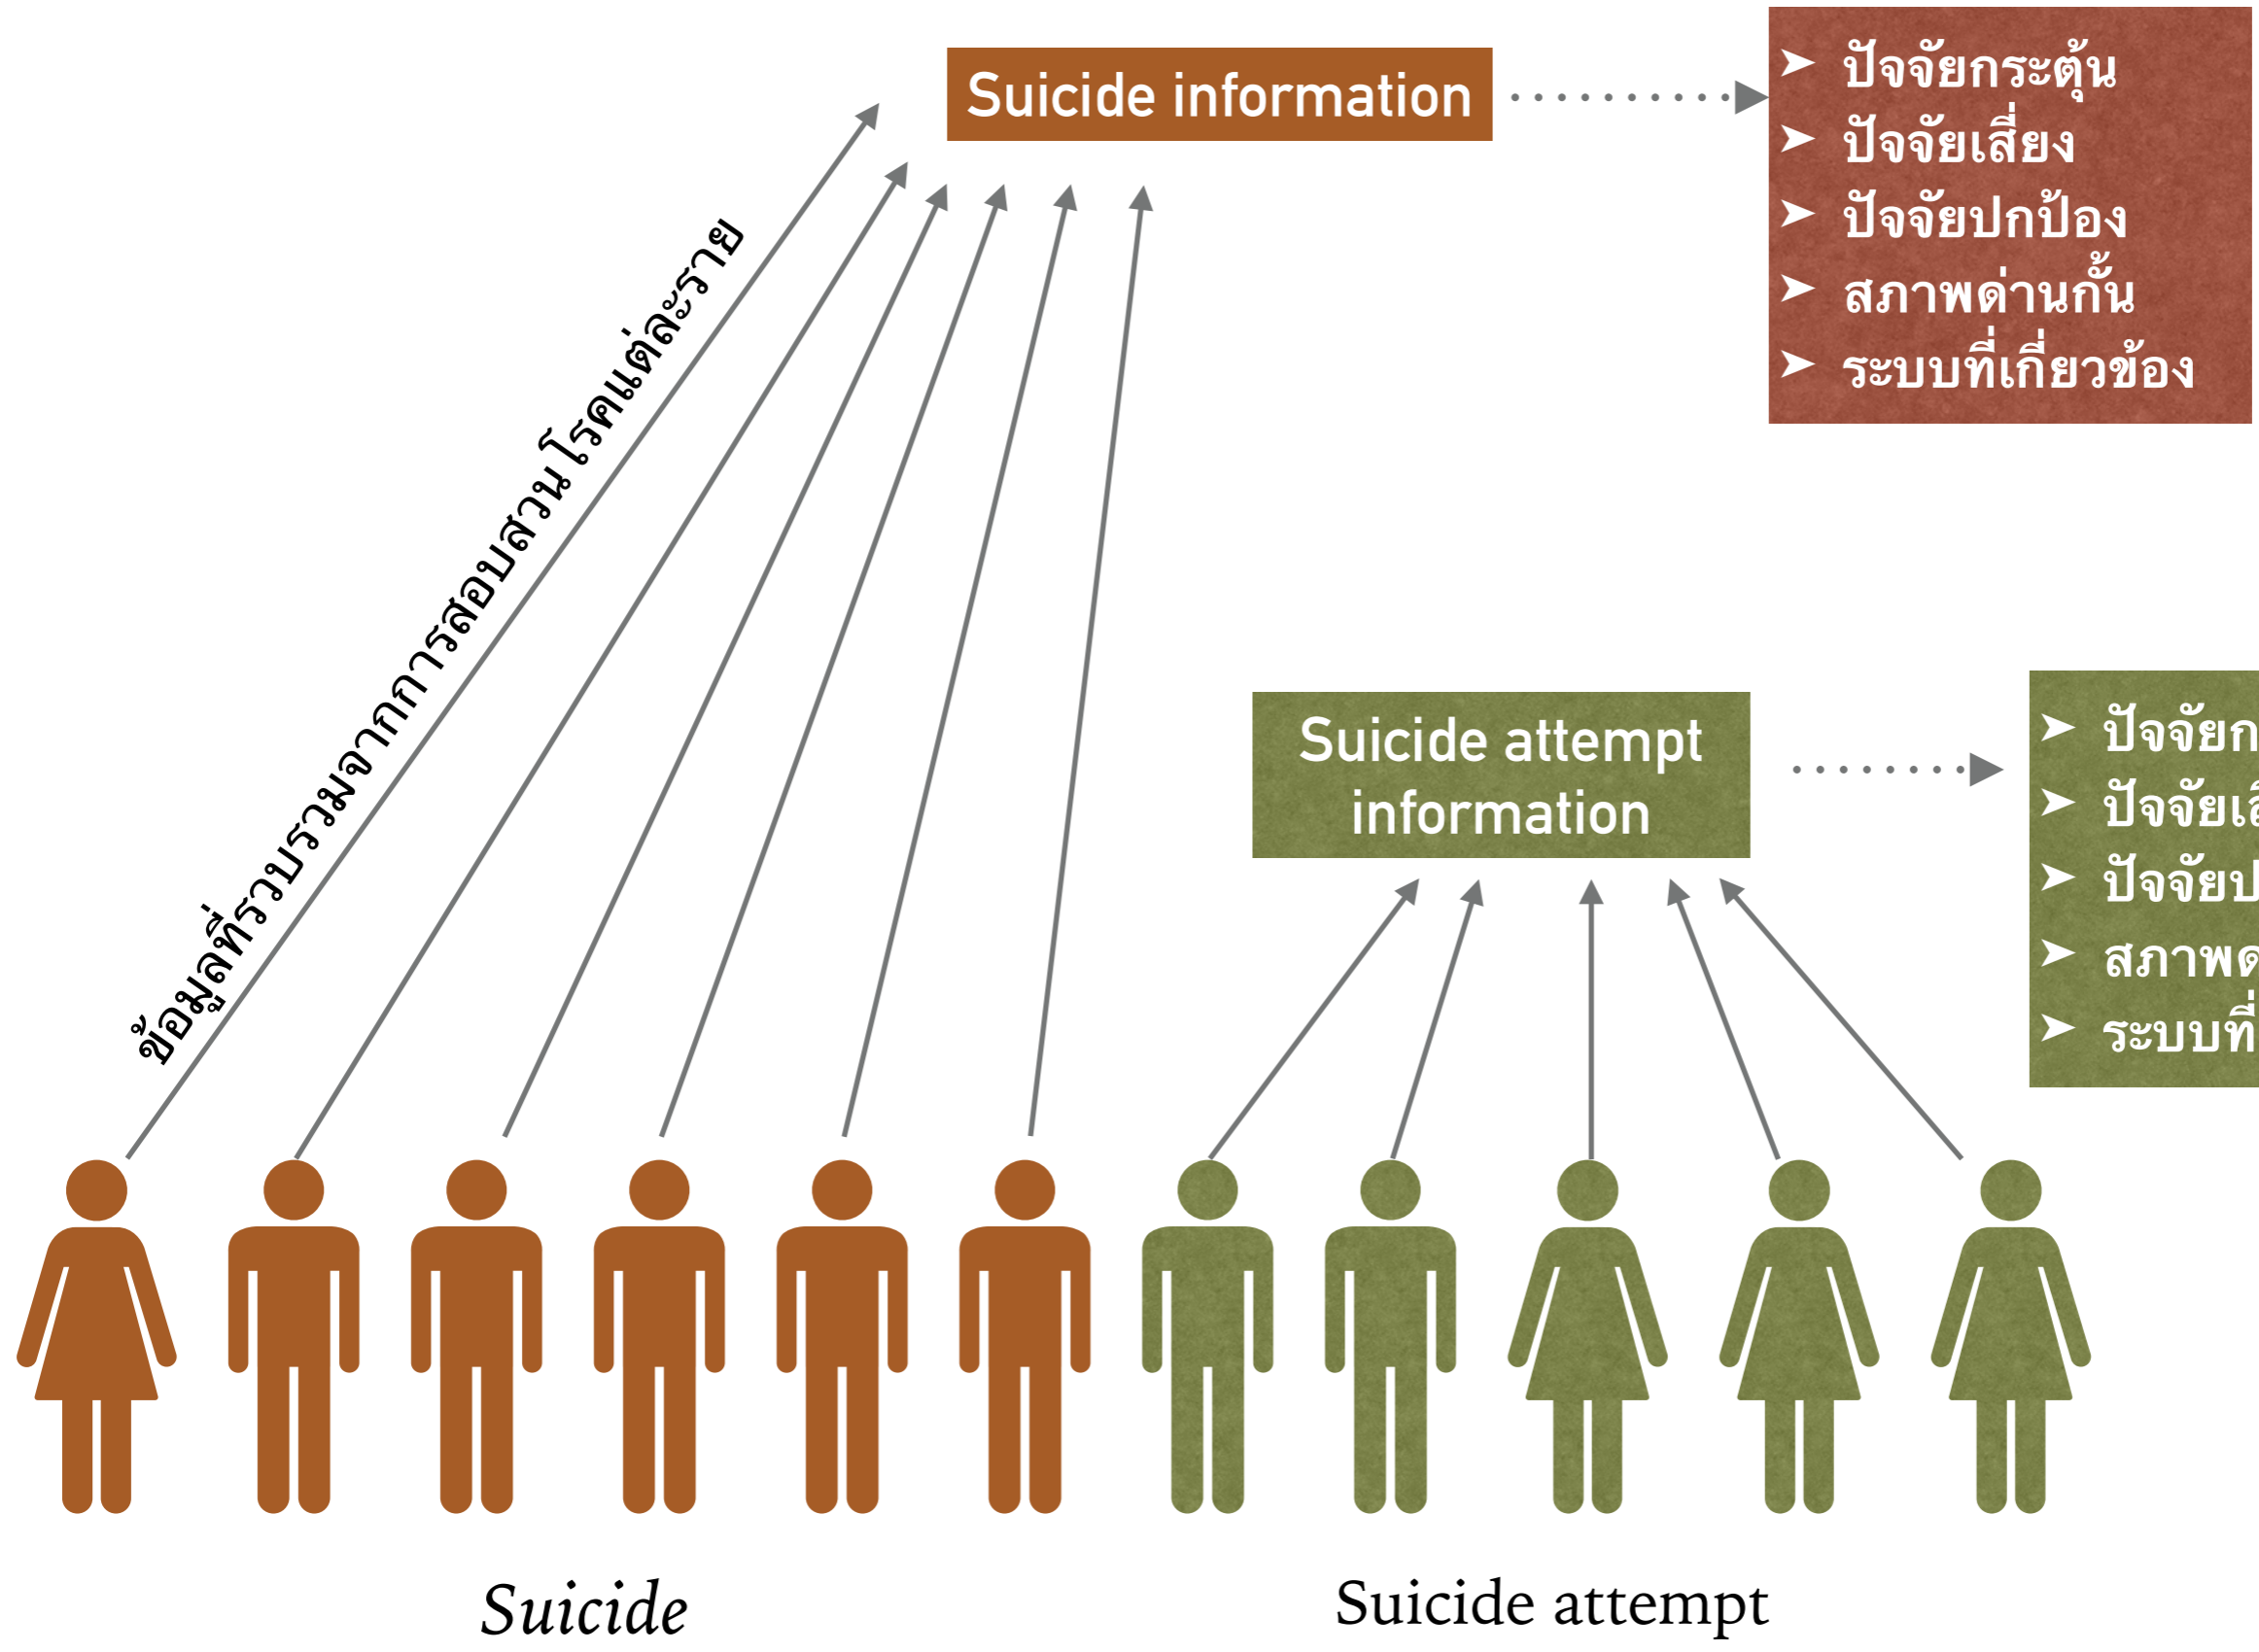 Suicide information
➤ ปัจจัยกระตุ้น
➤ ปัจจัยเสี่ยง
➤ ปัจจัยปกป้อง
➤ สภาพด่านกั้น
➤ ระบบที่เกี่ยวข้อง
ข้อมูลที่รวบรวมจากการสอบสวนโรคแต่ละราย
Suicide attempt
information
➤ ปัจจัยก
➤ ปัจจัยเ
➤ ปัจจัยป
➤ สภาพด
➤ ระบบที่
Suicide
Suicide attempt